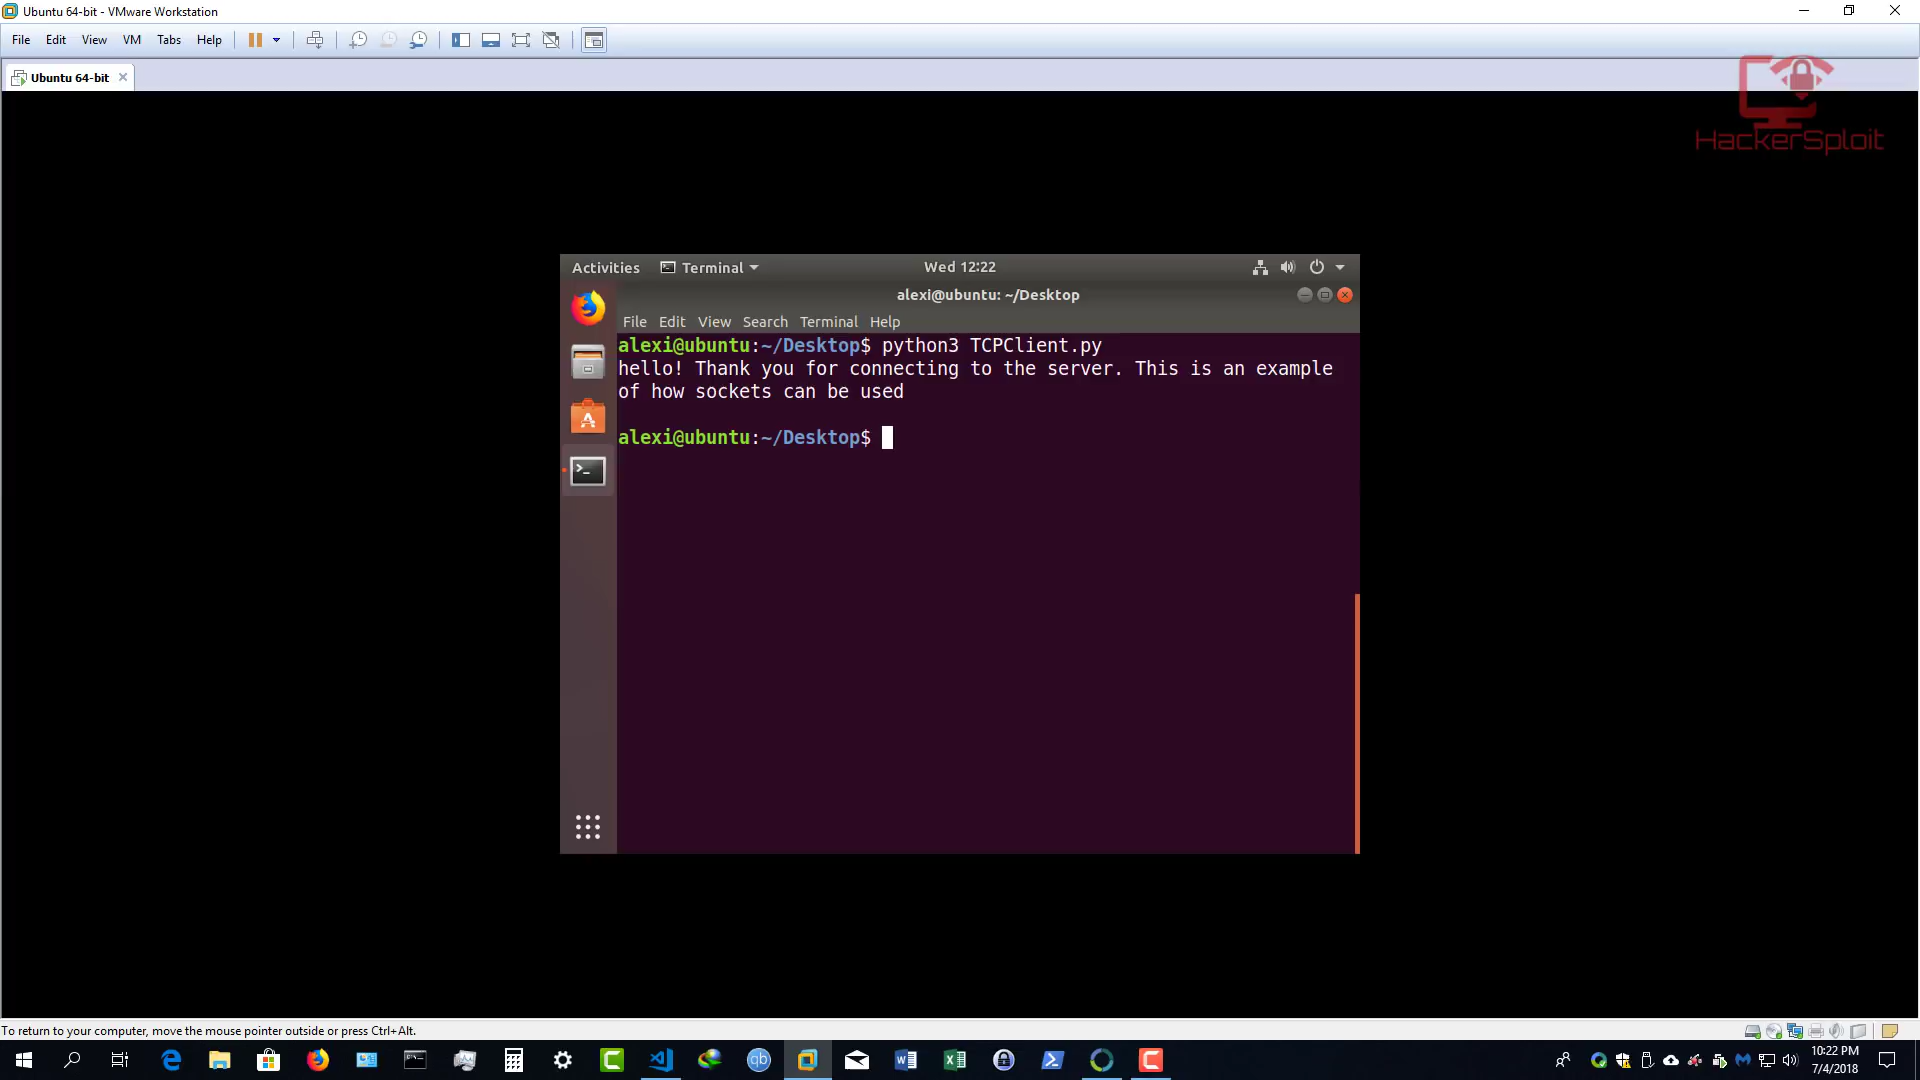 Ubuntu 64-bit - VMware Workstation
File Edit View VM Tabs Help
Ubuntu 64-bit
HackerSploit
Activities Terminal Wed 12:22
alexi@ubuntu: ~/Desktop
File Edit View Search Terminal Help
alexi@ubuntu:~/Desktop$ python3 TCPClient.py
hello! Thank you for connecting to the server. This is an example
of how sockets can be used
alexi@ubuntu:~/Desktop$
To return to your computer, move the mouse pointer outside or press Ctrl+Alt.
qb
10:22 PM
7/4/2018